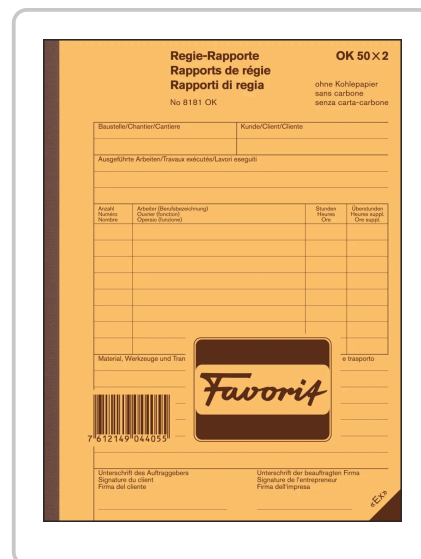 Regie-Rapporte
Rapports de régie
Rapporti di regia
No 8181 OK
OK 50×2
ohne Kohlepapier
sans carbone
senza carta-carbone
Baustelle/Chantier/Cantiere
Kunde/Client/Cliente
Ausgeführte Arbeiten/Travaux exécutés/Lavori eseguiti
Anzahl
Numéro
Nombre
Arbeiter (Berufsbezeichnung)
Ouvrier (fonction)
Operaio (funzione)
Stunden
Heures
Ore
Überstunden
Heures suppl.
Ore suppl.
Material, Werkzeuge und Tran
e trasporto
Favorit
7 612149 044055
Unterschrift des Auftraggebers
Signature du client
Firma del cliente
Unterschrift der beauftragten Firma
Signature de l'entrepreneur
Firma dell'impresa
«Ex»